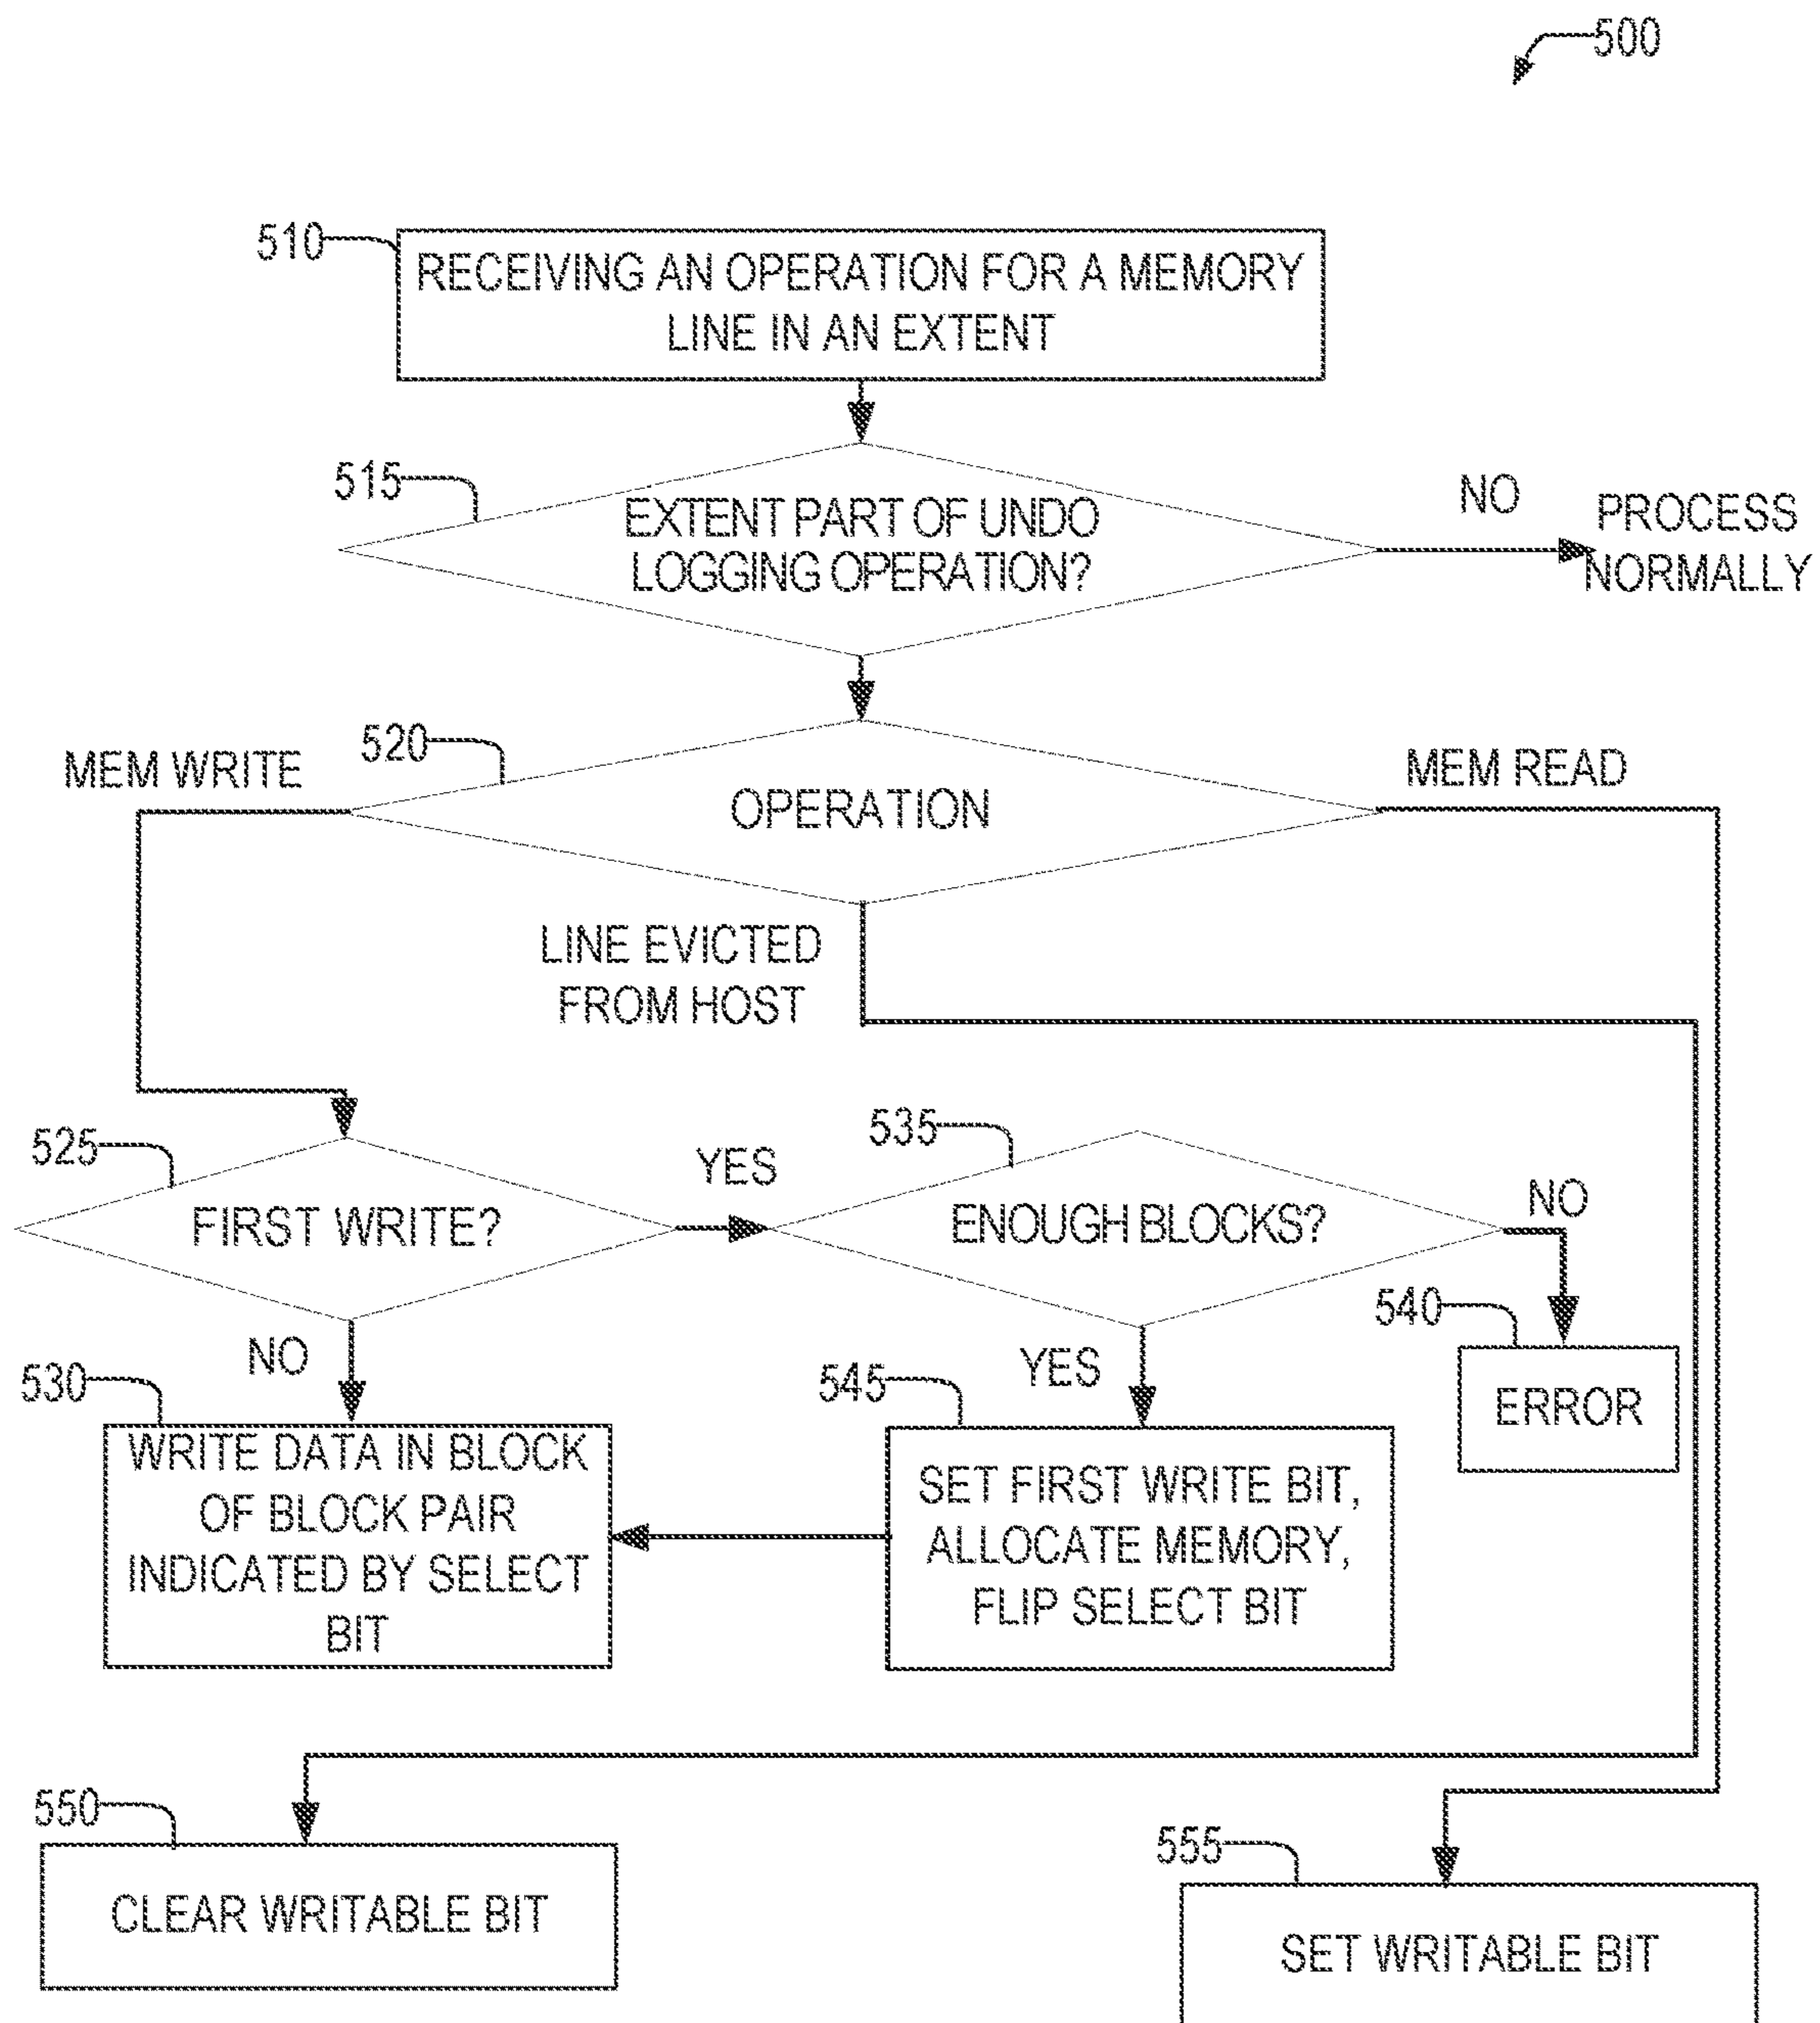 500
510
RECEIVING AN OPERATION FOR A MEMORY
LINE IN AN EXTENT
515
EXTENT PART OF UNDO
LOGGING OPERATION?
NO
PROCESS
NORMALLY
520
MEM WRITE
OPERATION
MEM READ
LINE EVICTED
FROM HOST
525
FIRST WRITE?
YES
535
ENOUGH BLOCKS?
NO
540
ERROR
NO
530
WRITE DATA IN BLOCK
OF BLOCK PAIR
INDICATED BY SELECT
BIT
YES
545
SET FIRST WRITE BIT,
ALLOCATE MEMORY,
FLIP SELECT BIT
550
CLEAR WRITABLE BIT
555
SET WRITABLE BIT